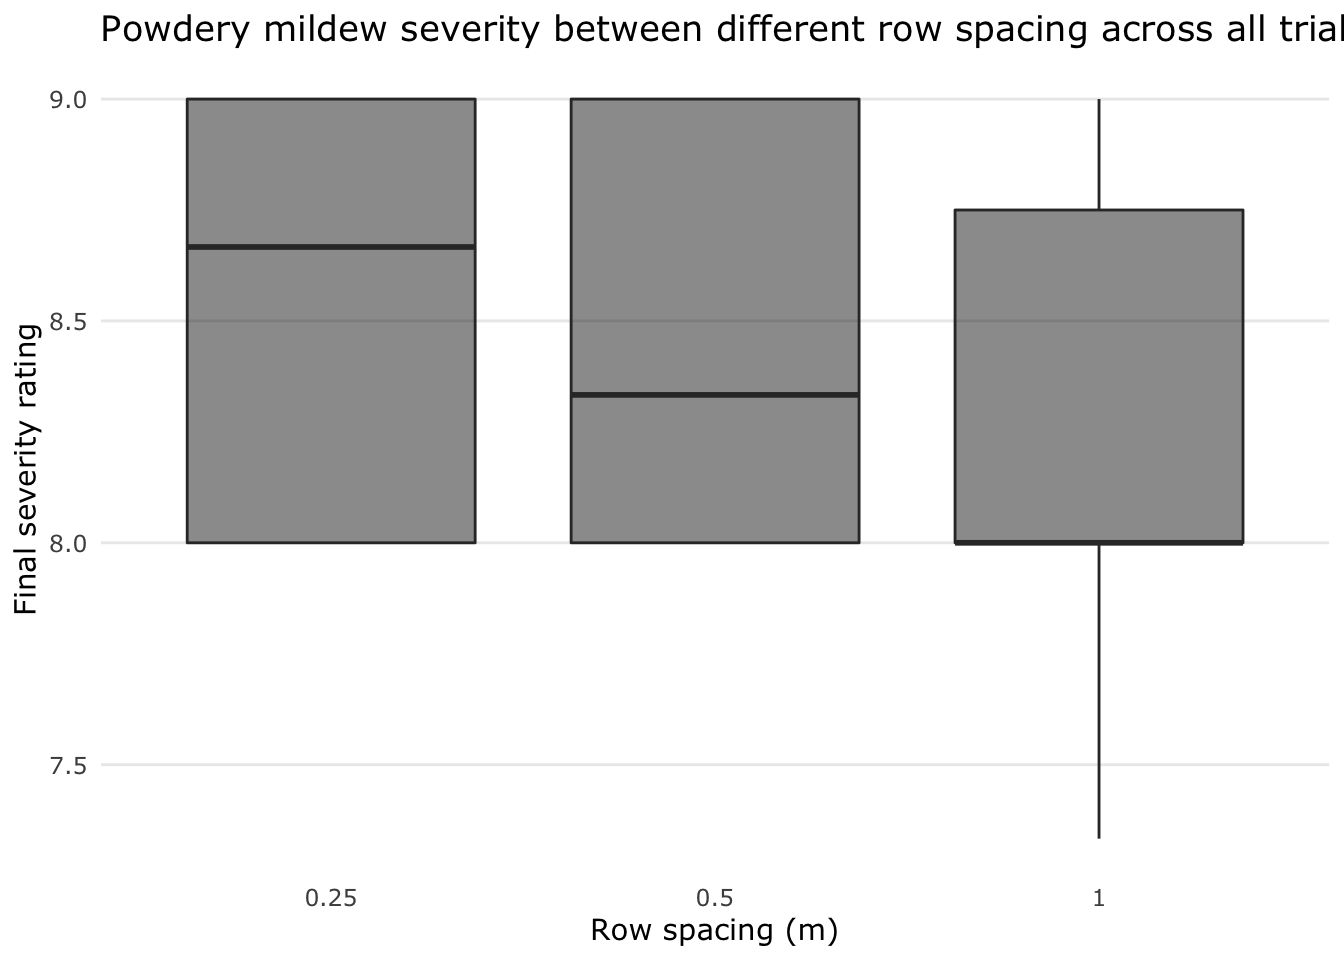 Powdery mildew severity between different row spacing across all trial
9.0
8.5
8.0
7.5
Final severity rating
0.25 0.5 1
Row spacing (m)